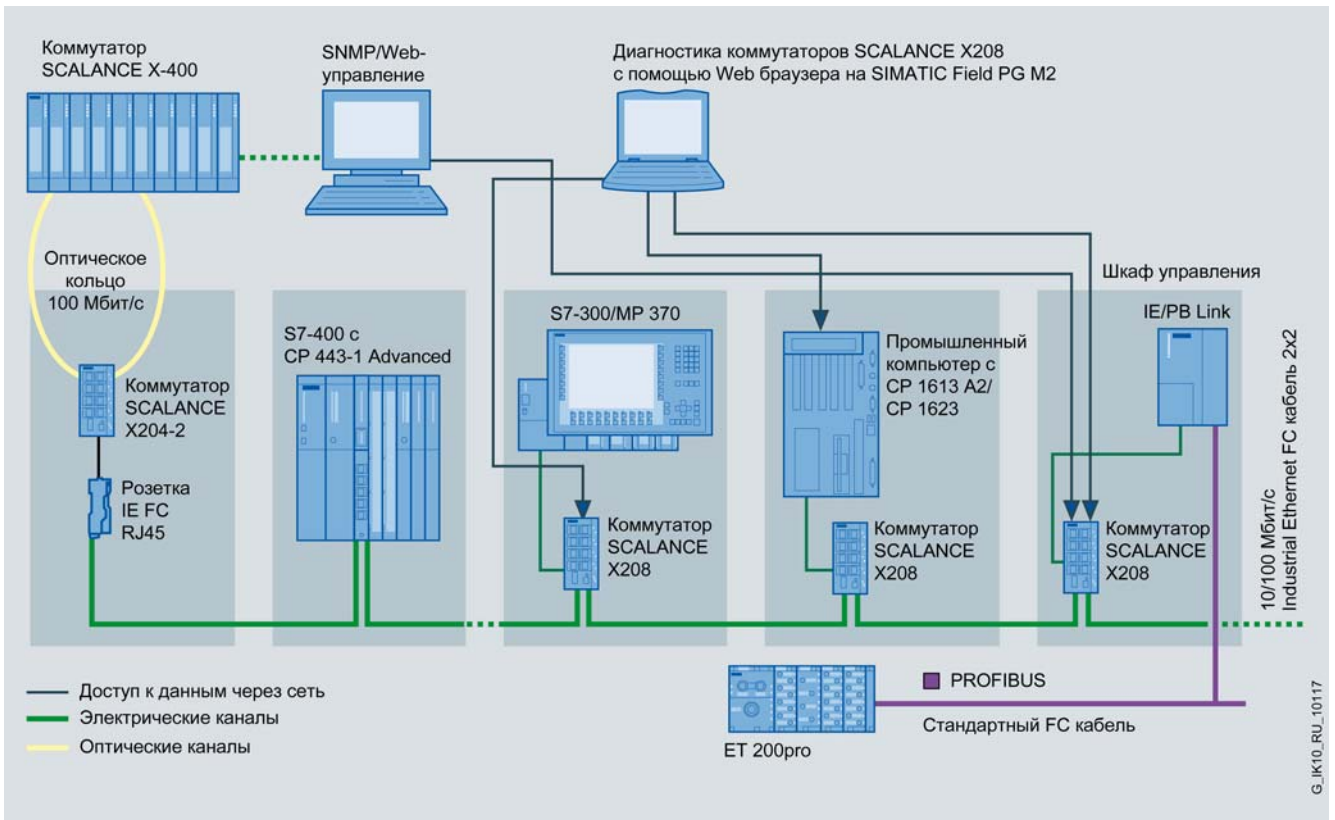 Коммутатор
SCALANCE X-400
SNMP/Web-
управление
Диагностика коммутаторов SCALANCE X208
с помощью Web браузера на SIMATIC Field PG M2
Оптическое
кольцо
100 Мбит/с
Шкаф управления
S7-400 с
CP 443-1 Advanced
S7-300/MP 370
Промышленный
компьютер с
CP 1613 A2/
CP 1623
IE/PB Link
Коммутатор
SCALANCE
X204-2
Розетка
IE FC
RJ45
Коммутатор
SCALANCE
X208
Коммутатор
SCALANCE
X208
Коммутатор
SCALANCE
X208
10/100 Мбит/с
Industrial Ethernet FC кабель 2x2
Доступ к данным через сеть
Электрические каналы
Оптические каналы
PROFIBUS
Стандартный FC кабель
ET 200pro
G_IK10_RU_10117